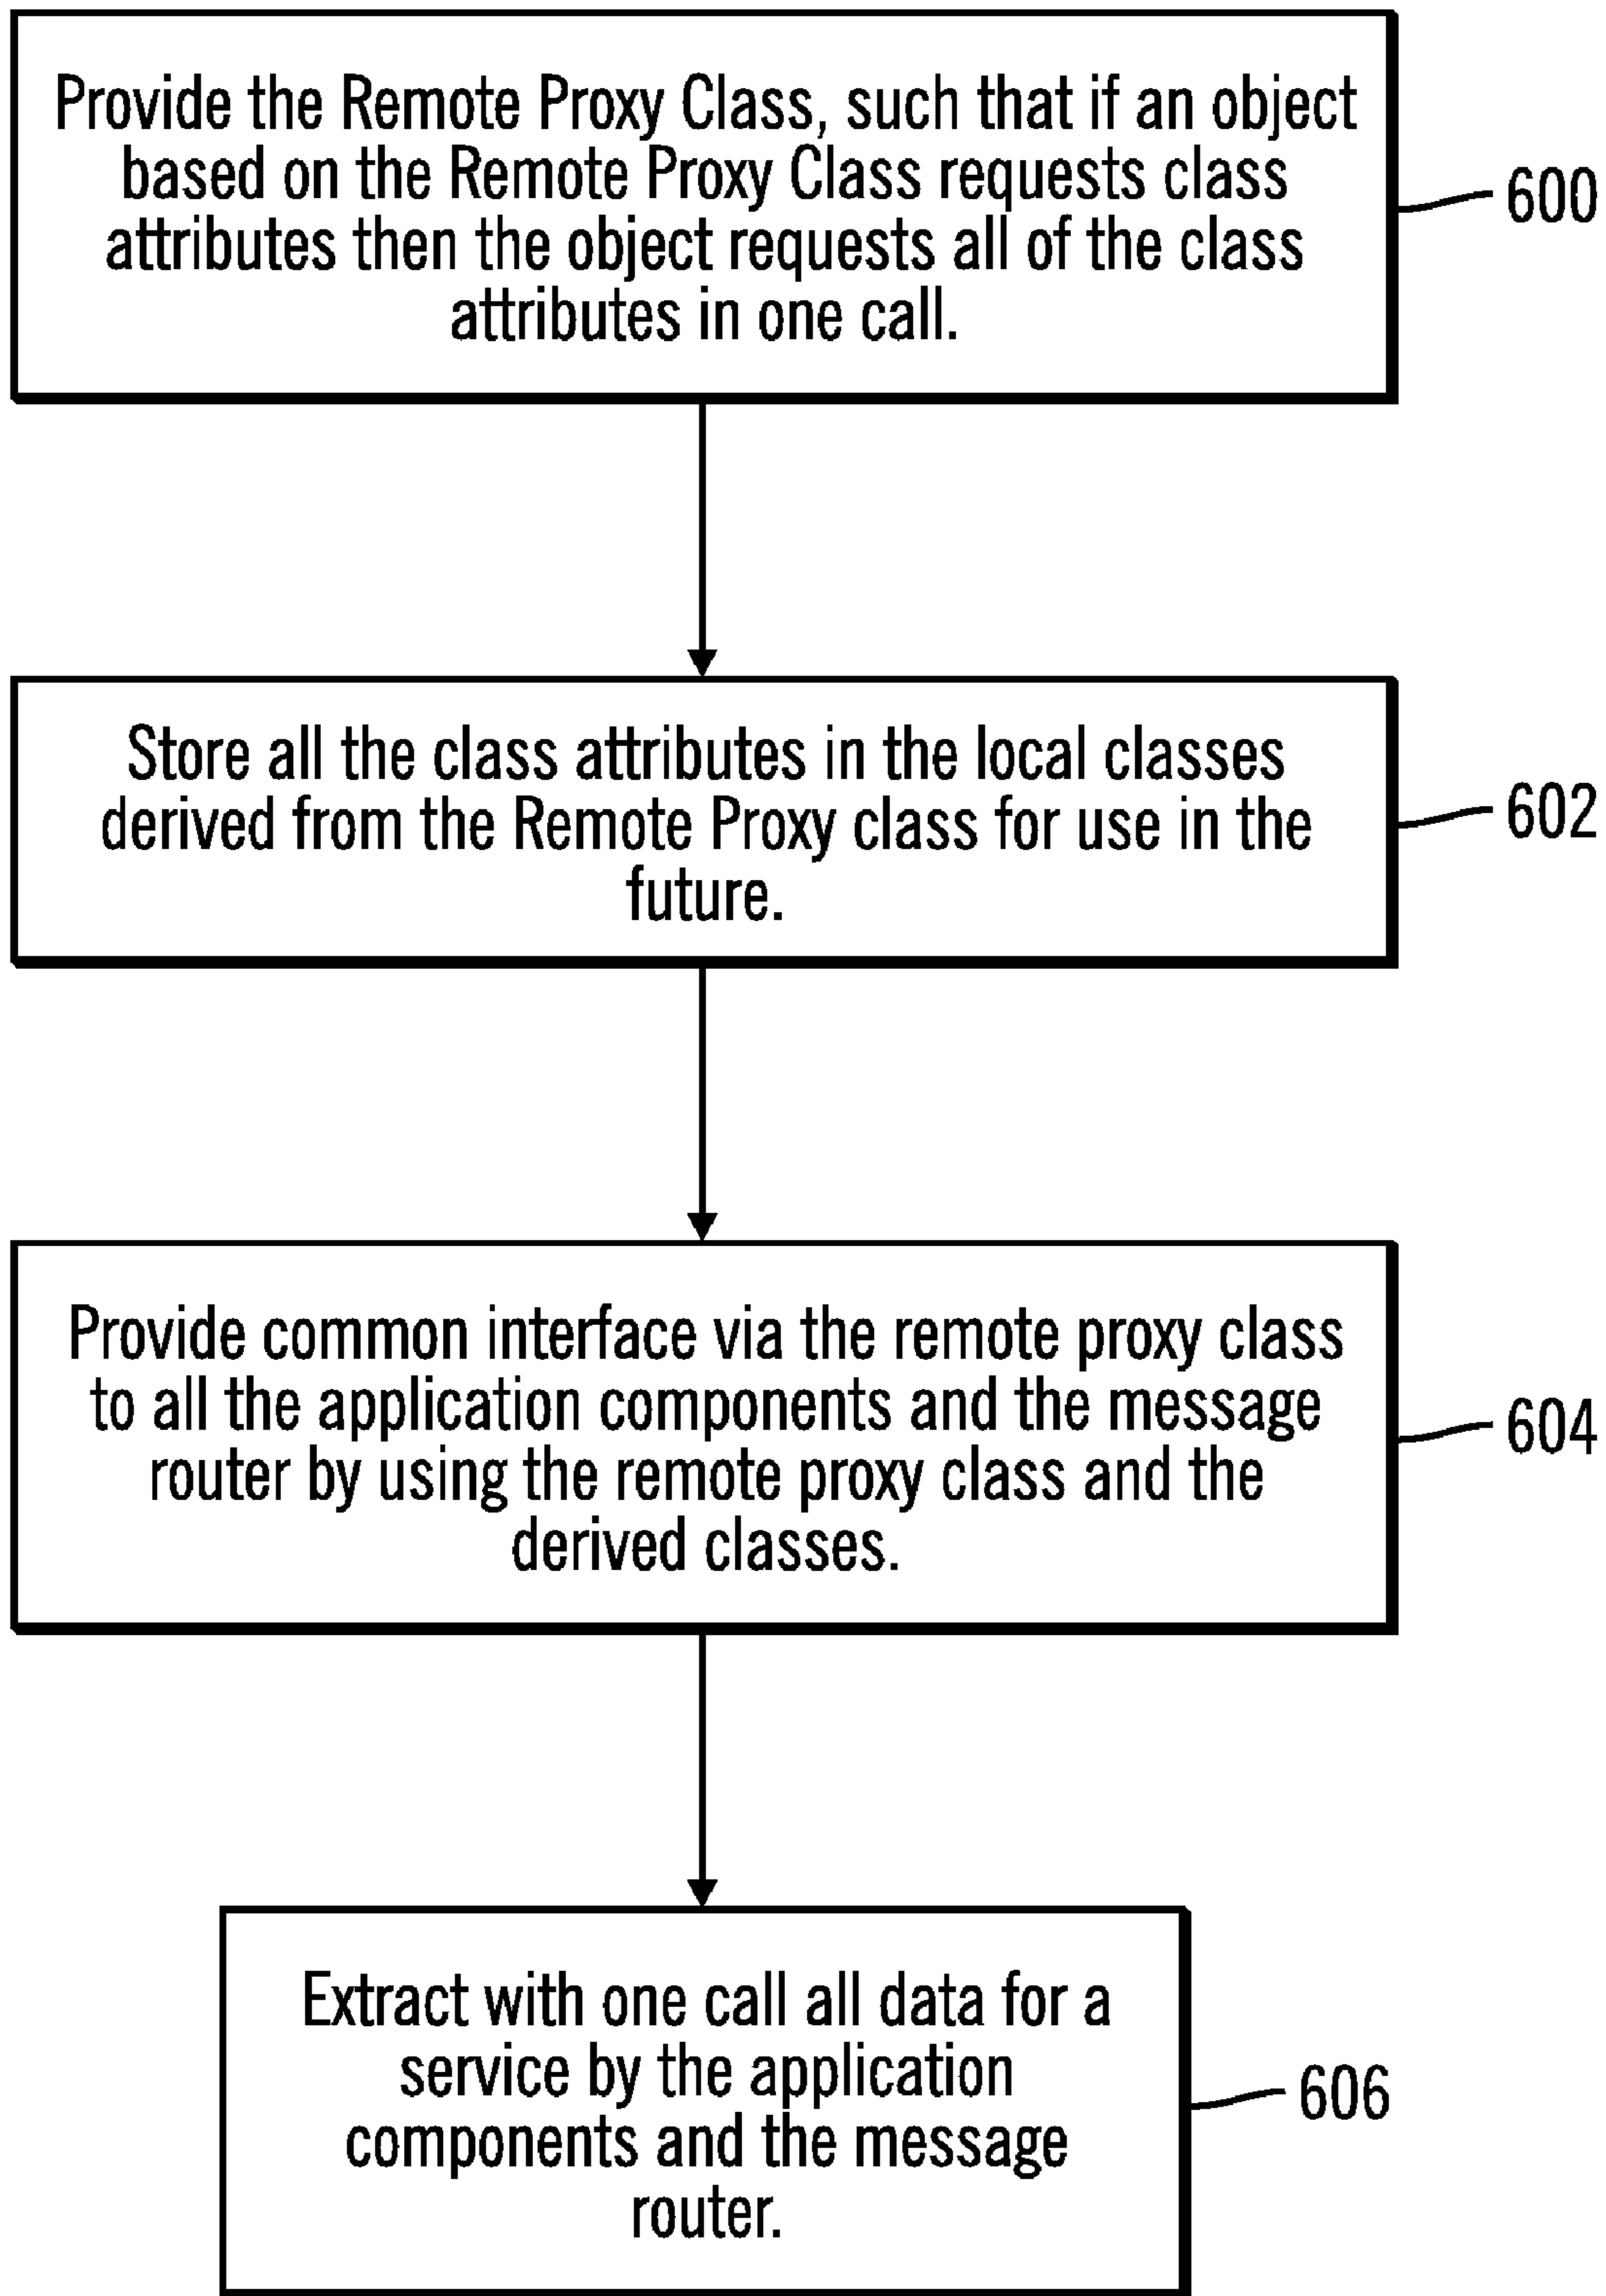 Provide the Remote Proxy Class, such that if an object
based on the Remote Proxy Class requests class
attributes then the object requests all of the class
attributes in one call.
600
Store all the class attributes in the local classes
derived from the Remote Proxy class for use in the
future.
602
Provide common interface via the remote proxy class
to all the application components and the message
router by using the remote proxy class and the
derived classes.
604
Extract with one call all data for a
service by the application
components and the message
router.
606